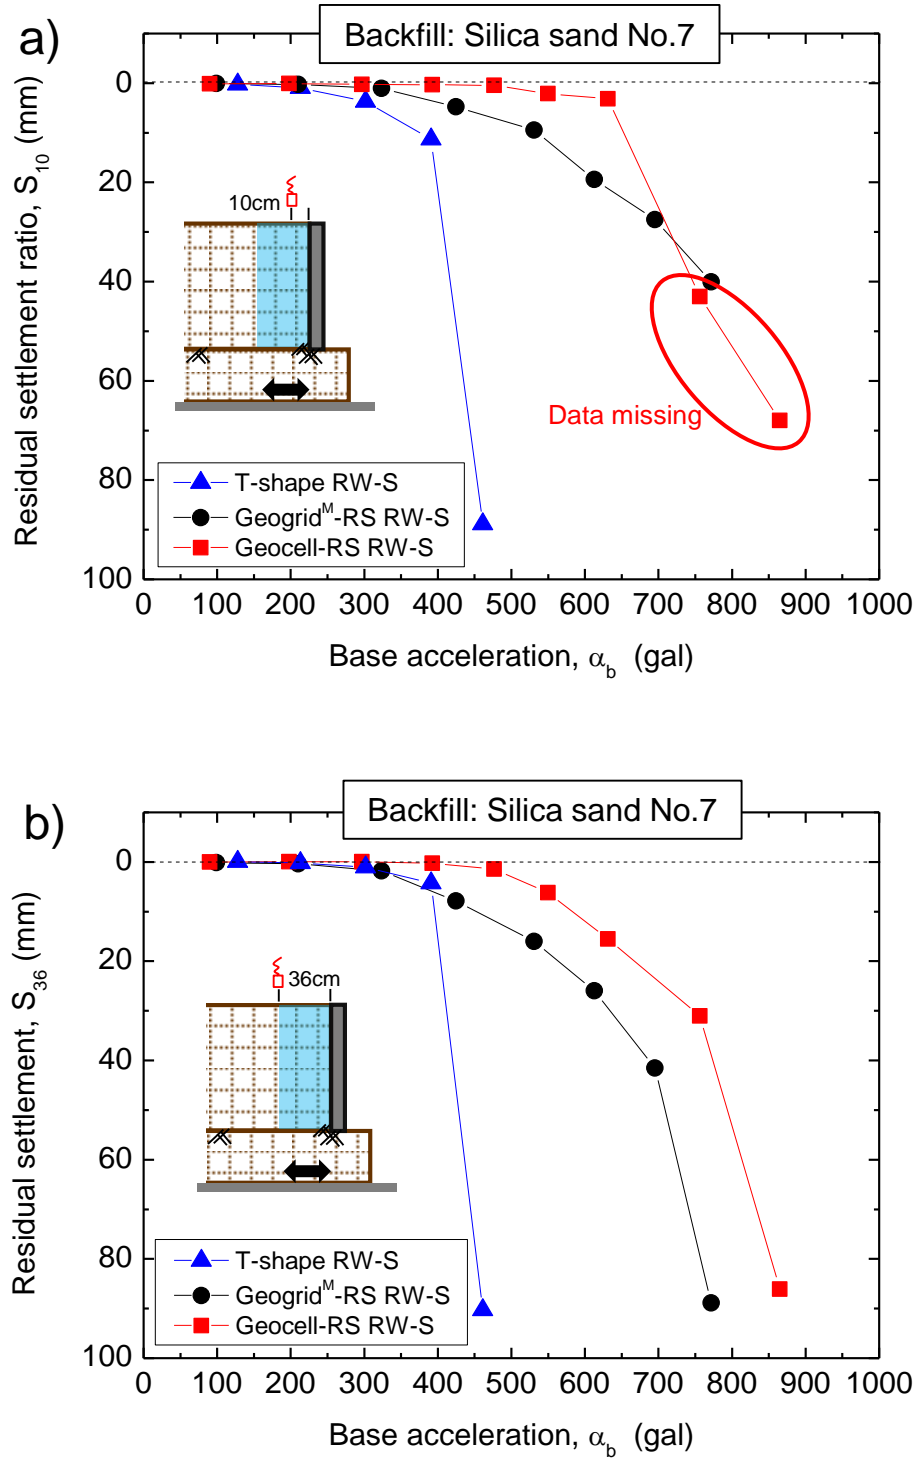 a)
Backfill: Silica sand No.7
Residual settlement ratio, S10 (mm)
0
20
40
60
80
100
10cm
Data missing
T-shape RW-S
GeogridM-RS RW-S
Geocell-RS RW-S
0 100 200 300 400 500 600 700 800 900 1000
Base acceleration, αb (gal)
b)
Backfill: Silica sand No.7
Residual settlement, S36 (mm)
0
20
40
60
80
100
36cm
T-shape RW-S
GeogridM-RS RW-S
Geocell-RS RW-S
0 100 200 300 400 500 600 700 800 900 1000
Base acceleration, αb (gal)